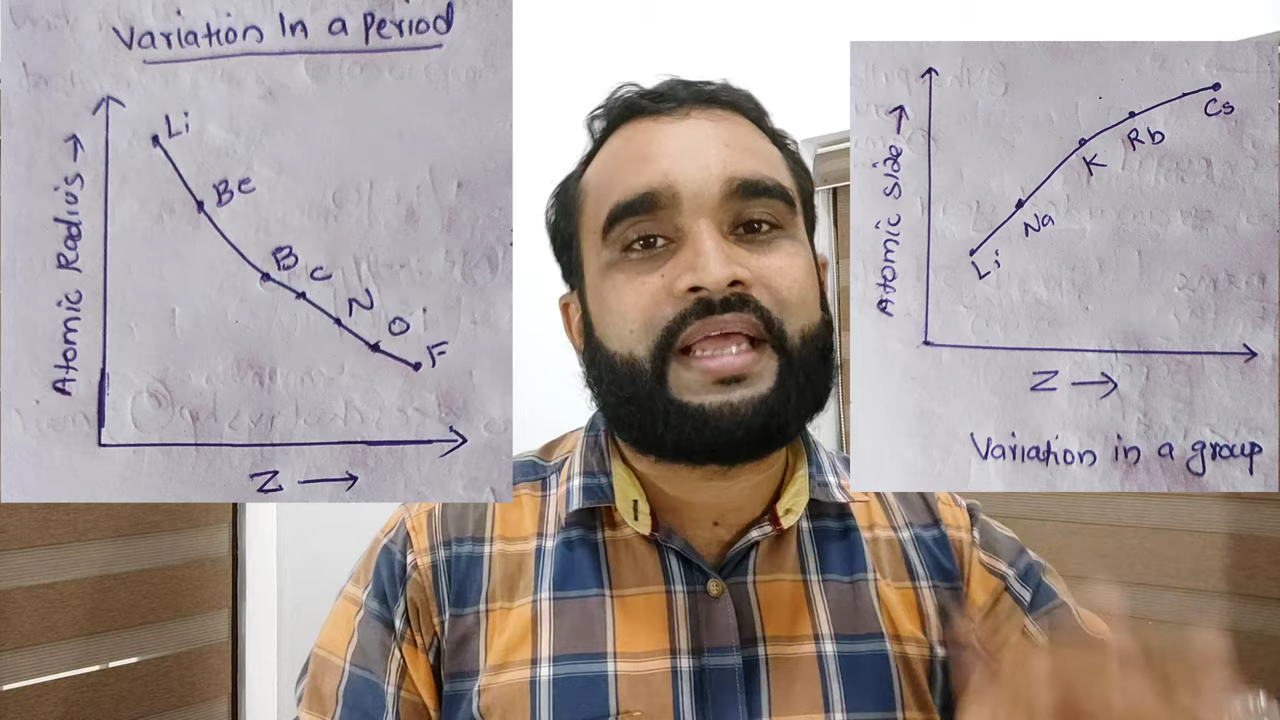 Variation In a Period
Atomic Radius →
Li
Be
B
C
N
O
F
Z →
Atomic size →
Li
Na
K
Rb
Cs
Z →
Variation in a group